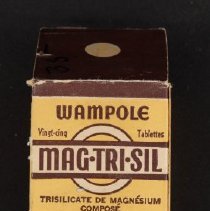 WAMPOLE
Vingt-cinq Tablettes
MAG-TRI-SIL
TRISILICATE DE MAGNÉSIUM
COMPOSÉ